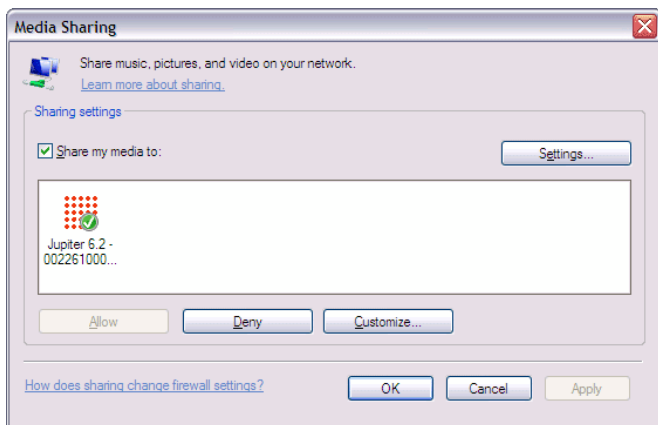 Media Sharing
Share music, pictures, and video on your network.
Learn more about sharing.
Sharing settings
Share my media to:
Settings...
Jupiter 6.2 -
002261000...
Allow
Deny
Customize...
How does sharing change firewall settings?
OK
Cancel
Apply